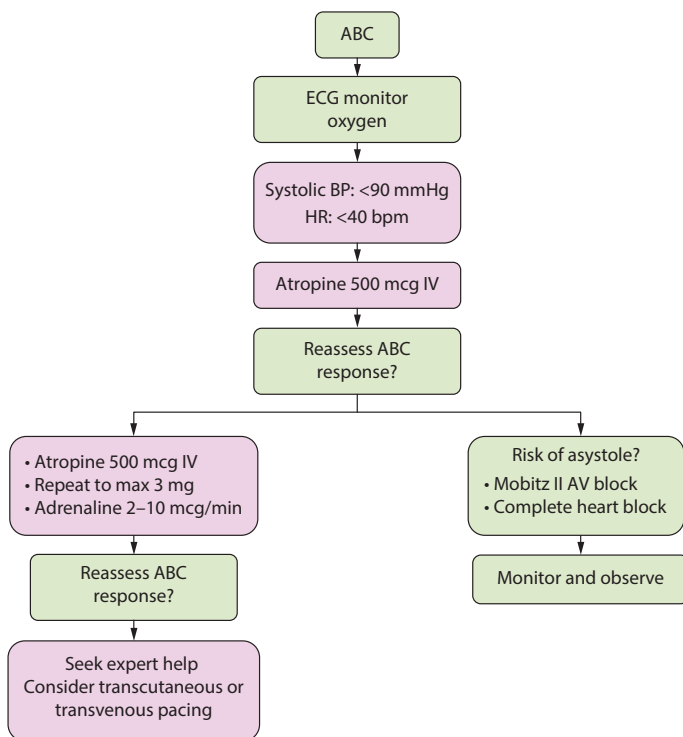 ABC
ECG monitor
oxygen
Systolic BP: <90 mmHg
HR: <40 bpm
Atropine 500 mcg IV
Reassess ABC
response?
• Atropine 500 mcg IV
• Repeat to max 3 mg
• Adrenaline 2–10 mcg/min
Reassess ABC
response?
Seek expert help
Consider transcutaneous or
transvenous pacing
Risk of asystole?
• Mobitz II AV block
• Complete heart block
Monitor and observe